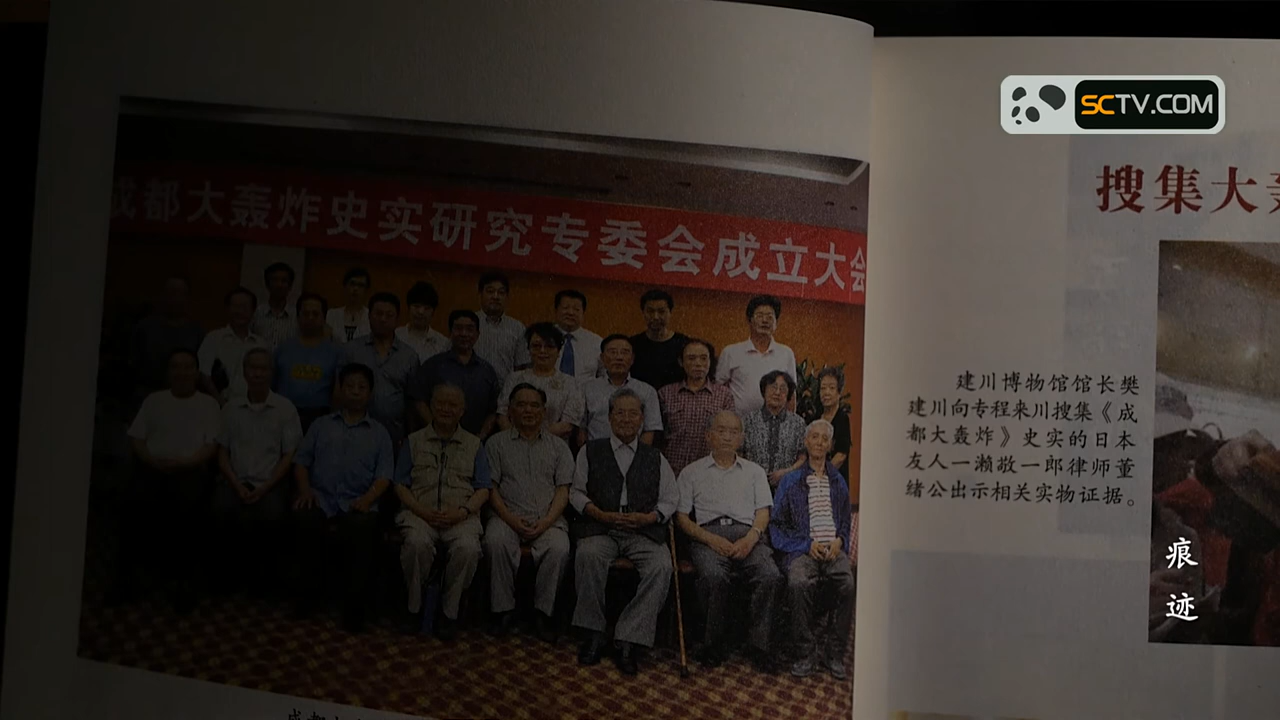 SCTV.COM
成都大轰炸史实研究专委会成立大会
搜集大轰
建川博物馆馆长樊
建川向专程来川搜集《成
都大轰炸》史实的日本
友人一濑敬一郎律师董
绪公出示相关实物证据。
痕
迹